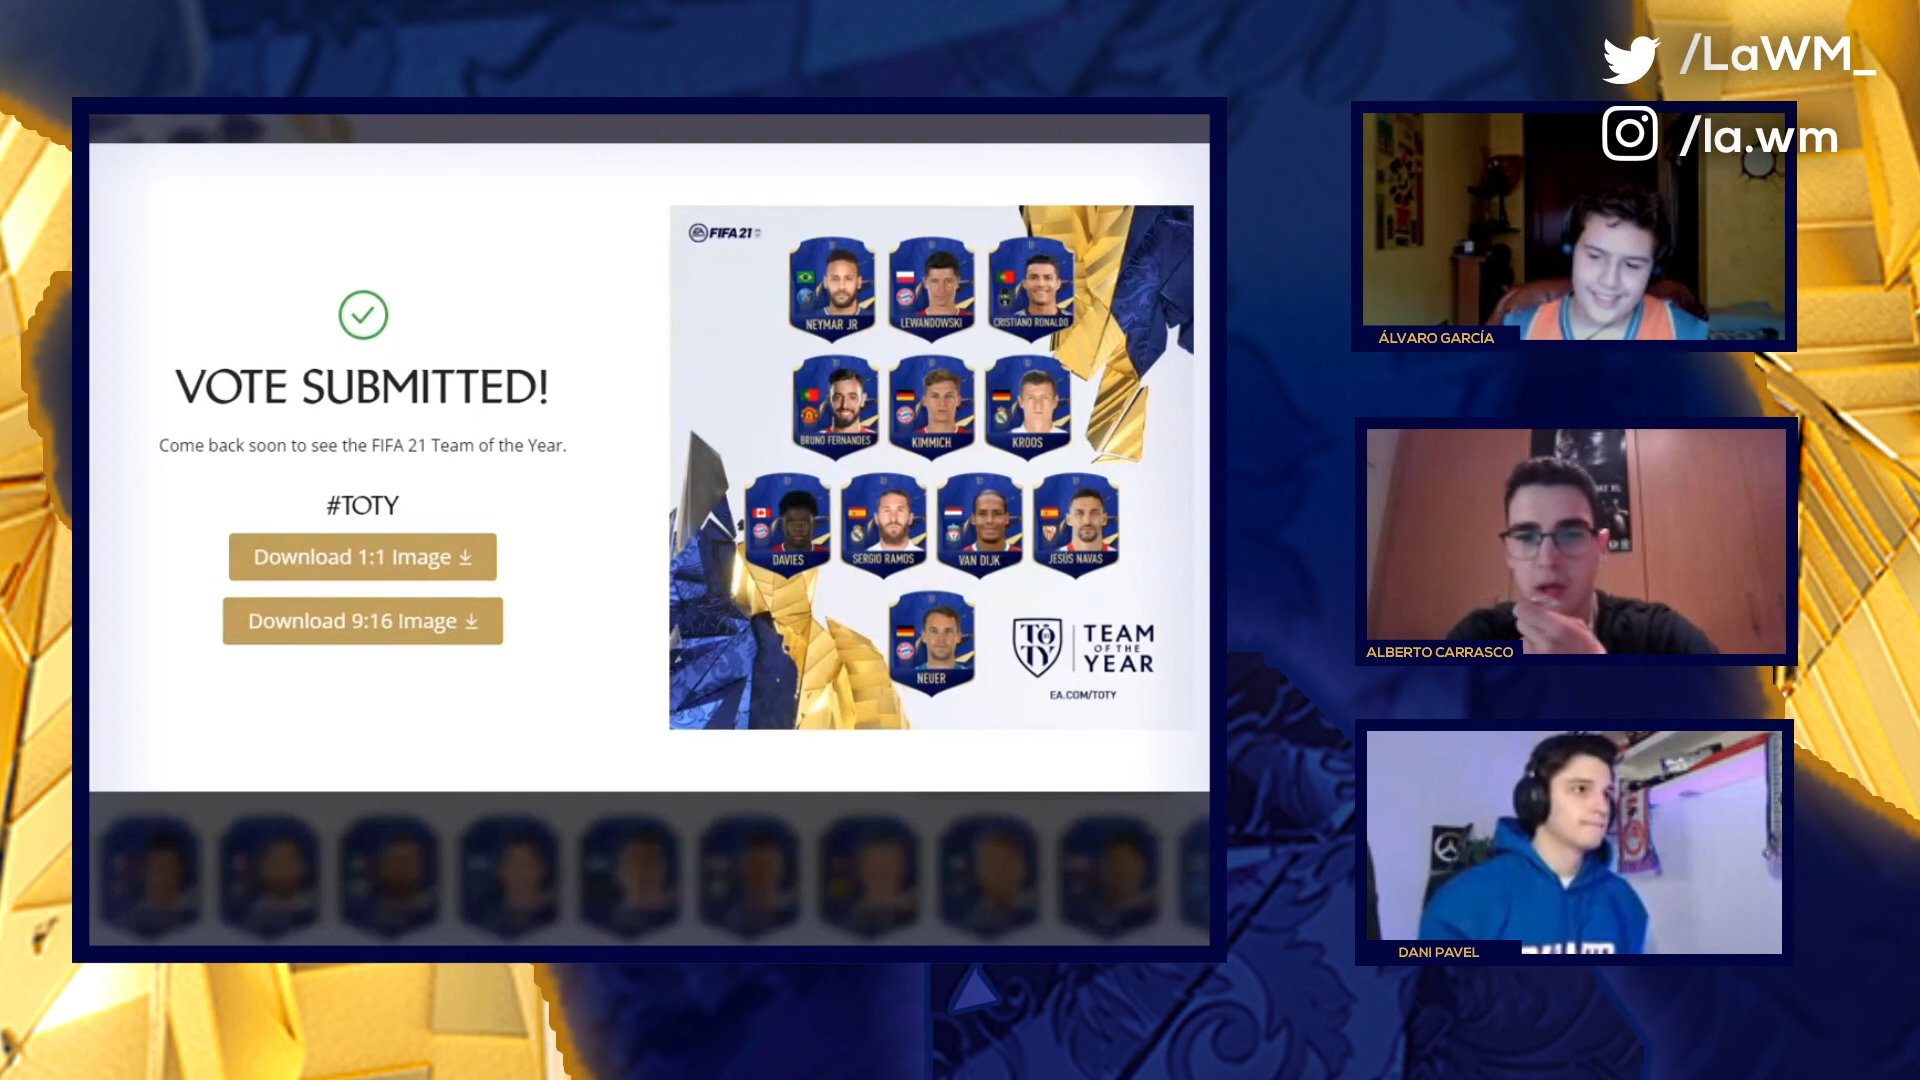 /LaWM_
/la.wm
FIFA 21
NEYMAR JR
LEWANDOWSKI
CRISTIANO RONALDO
BRUNO FERNANDES
KIMMICH
KROOS
DAVIES
SERGIO RAMOS
VAN DIJK
JESÚS NAVAS
NEUER
TOTY
TEAM
OF THE
YEAR
EA.COM/TOTY
VOTE SUBMITTED!
Come back soon to see the FIFA 21 Team of the Year.
#TOTY
Download 1:1 Image
Download 9:16 Image
ÁLVARO GARCÍA
ALBERTO CARRASCO
DANI PAVEL